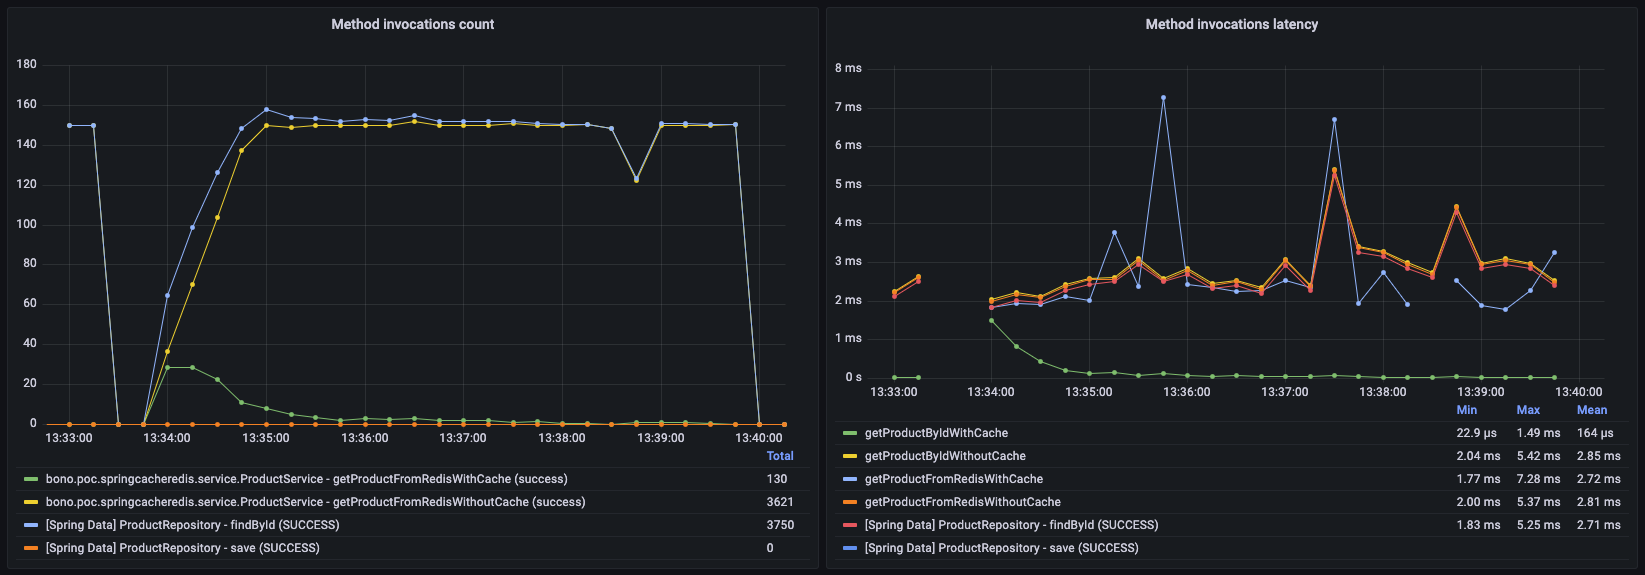 Method invocations count
180
160
140
120
100
80
60
40
20
0
13:33:00 13:34:00 13:35:00 13:36:00 13:37:00 13:38:00 13:39:00 13:40:00
Total
bono.poc.springcacheredis.service.ProductService - getProductFromRedisWithCache (success) 130
bono.poc.springcacheredis.service.ProductService - getProductFromRedisWithoutCache (success) 3621
[Spring Data] ProductRepository - findById (SUCCESS) 3750
[Spring Data] ProductRepository - save (SUCCESS) 0
Method invocations latency
8 ms
7 ms
6 ms
5 ms
4 ms
3 ms
2 ms
1 ms
0 s
13:33:00 13:34:00 13:35:00 13:36:00 13:37:00 13:38:00 13:39:00 13:40:00
Min Max Mean
getProductByIdWithCache 22.9 µs 1.49 ms 164 µs
getProductByIdWithoutCache 2.04 ms 5.42 ms 2.85 ms
getProductFromRedisWithCache 1.77 ms 7.28 ms 2.72 ms
getProductFromRedisWithoutCache 2.00 ms 5.37 ms 2.81 ms
[Spring Data] ProductRepository - findById (SUCCESS) 1.83 ms 5.25 ms 2.71 ms
[Spring Data] ProductRepository - save (SUCCESS)